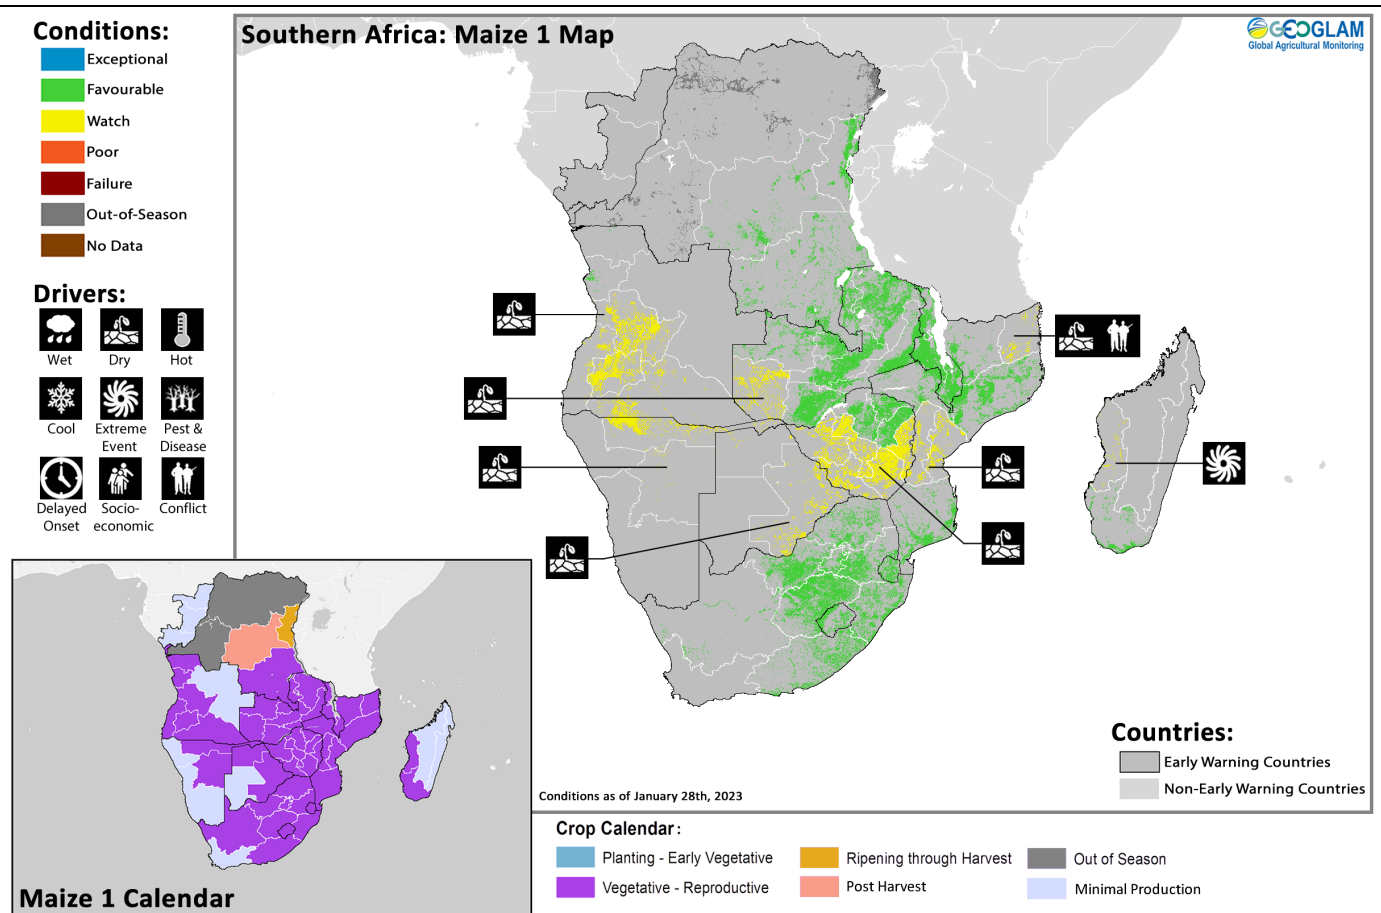 Conditions:
Exceptional
Favourable
Watch
Poor
Failure
Out-of-Season
No Data
Drivers:
Wet
Dry
Hot
Cool
Extreme
Event
Pest &
Disease
Delayed
Onset
Socio-
economic
Conflict
Southern Africa: Maize 1 Map
GEOGLAM
Global Agricultural Monitoring
Countries:
Early Warning Countries
Non-Early Warning Countries
Conditions as of January 28th, 2023
Maize 1 Calendar
Crop Calendar:
Planting - Early Vegetative
Vegetative - Reproductive
Ripening through Harvest
Post Harvest
Out of Season
Minimal Production